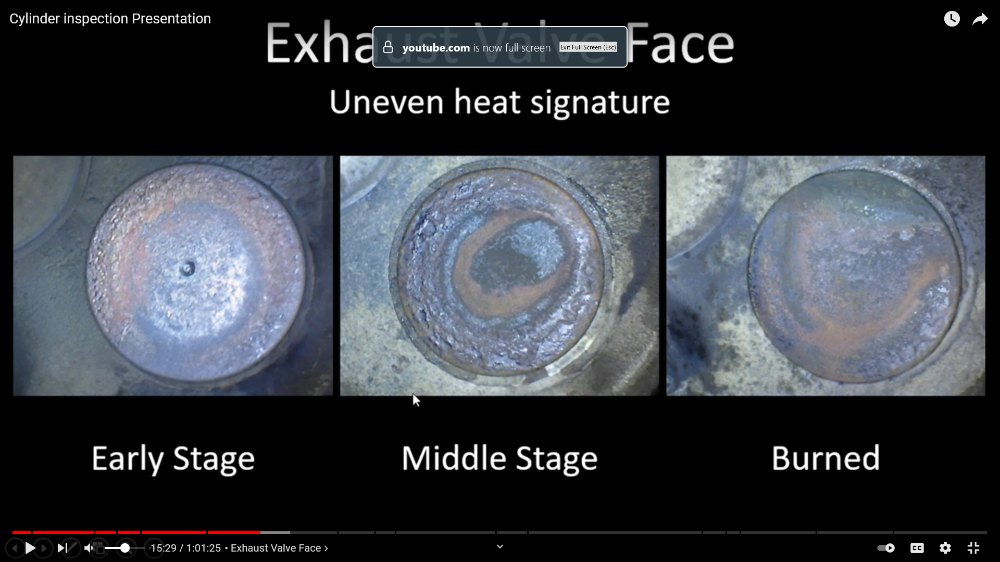 Cylinder inspection Presentation
Exhaust Valve Face
youtube.com is now full screen Exit Full Screen (Esc)
Uneven heat signature
Early Stage
Middle Stage
Burned
15:29 / 1:01:25 • Exhaust Valve Face ›
CC